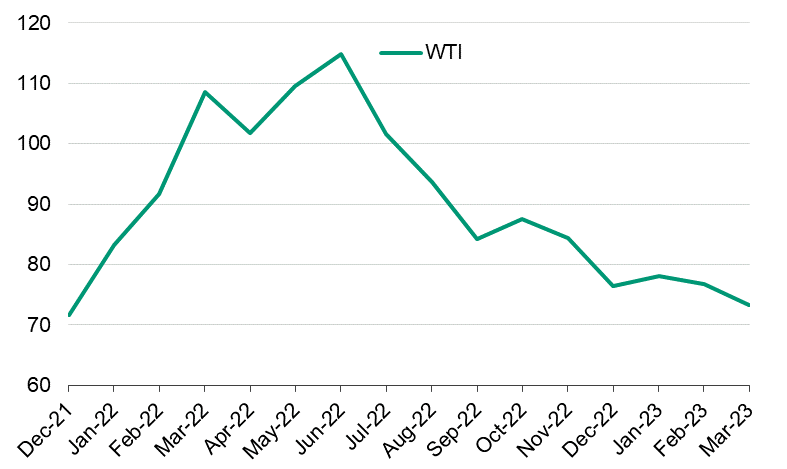 120
WTI
110
100
90
80
70
60
Dec-21
Jan-22
Feb-22
Mar-22
Apr-22
May-22
Jun-22
Jul-22
Aug-22
Sep-22
Oct-22
Nov-22
Dec-22
Jan-23
Feb-23
Mar-23